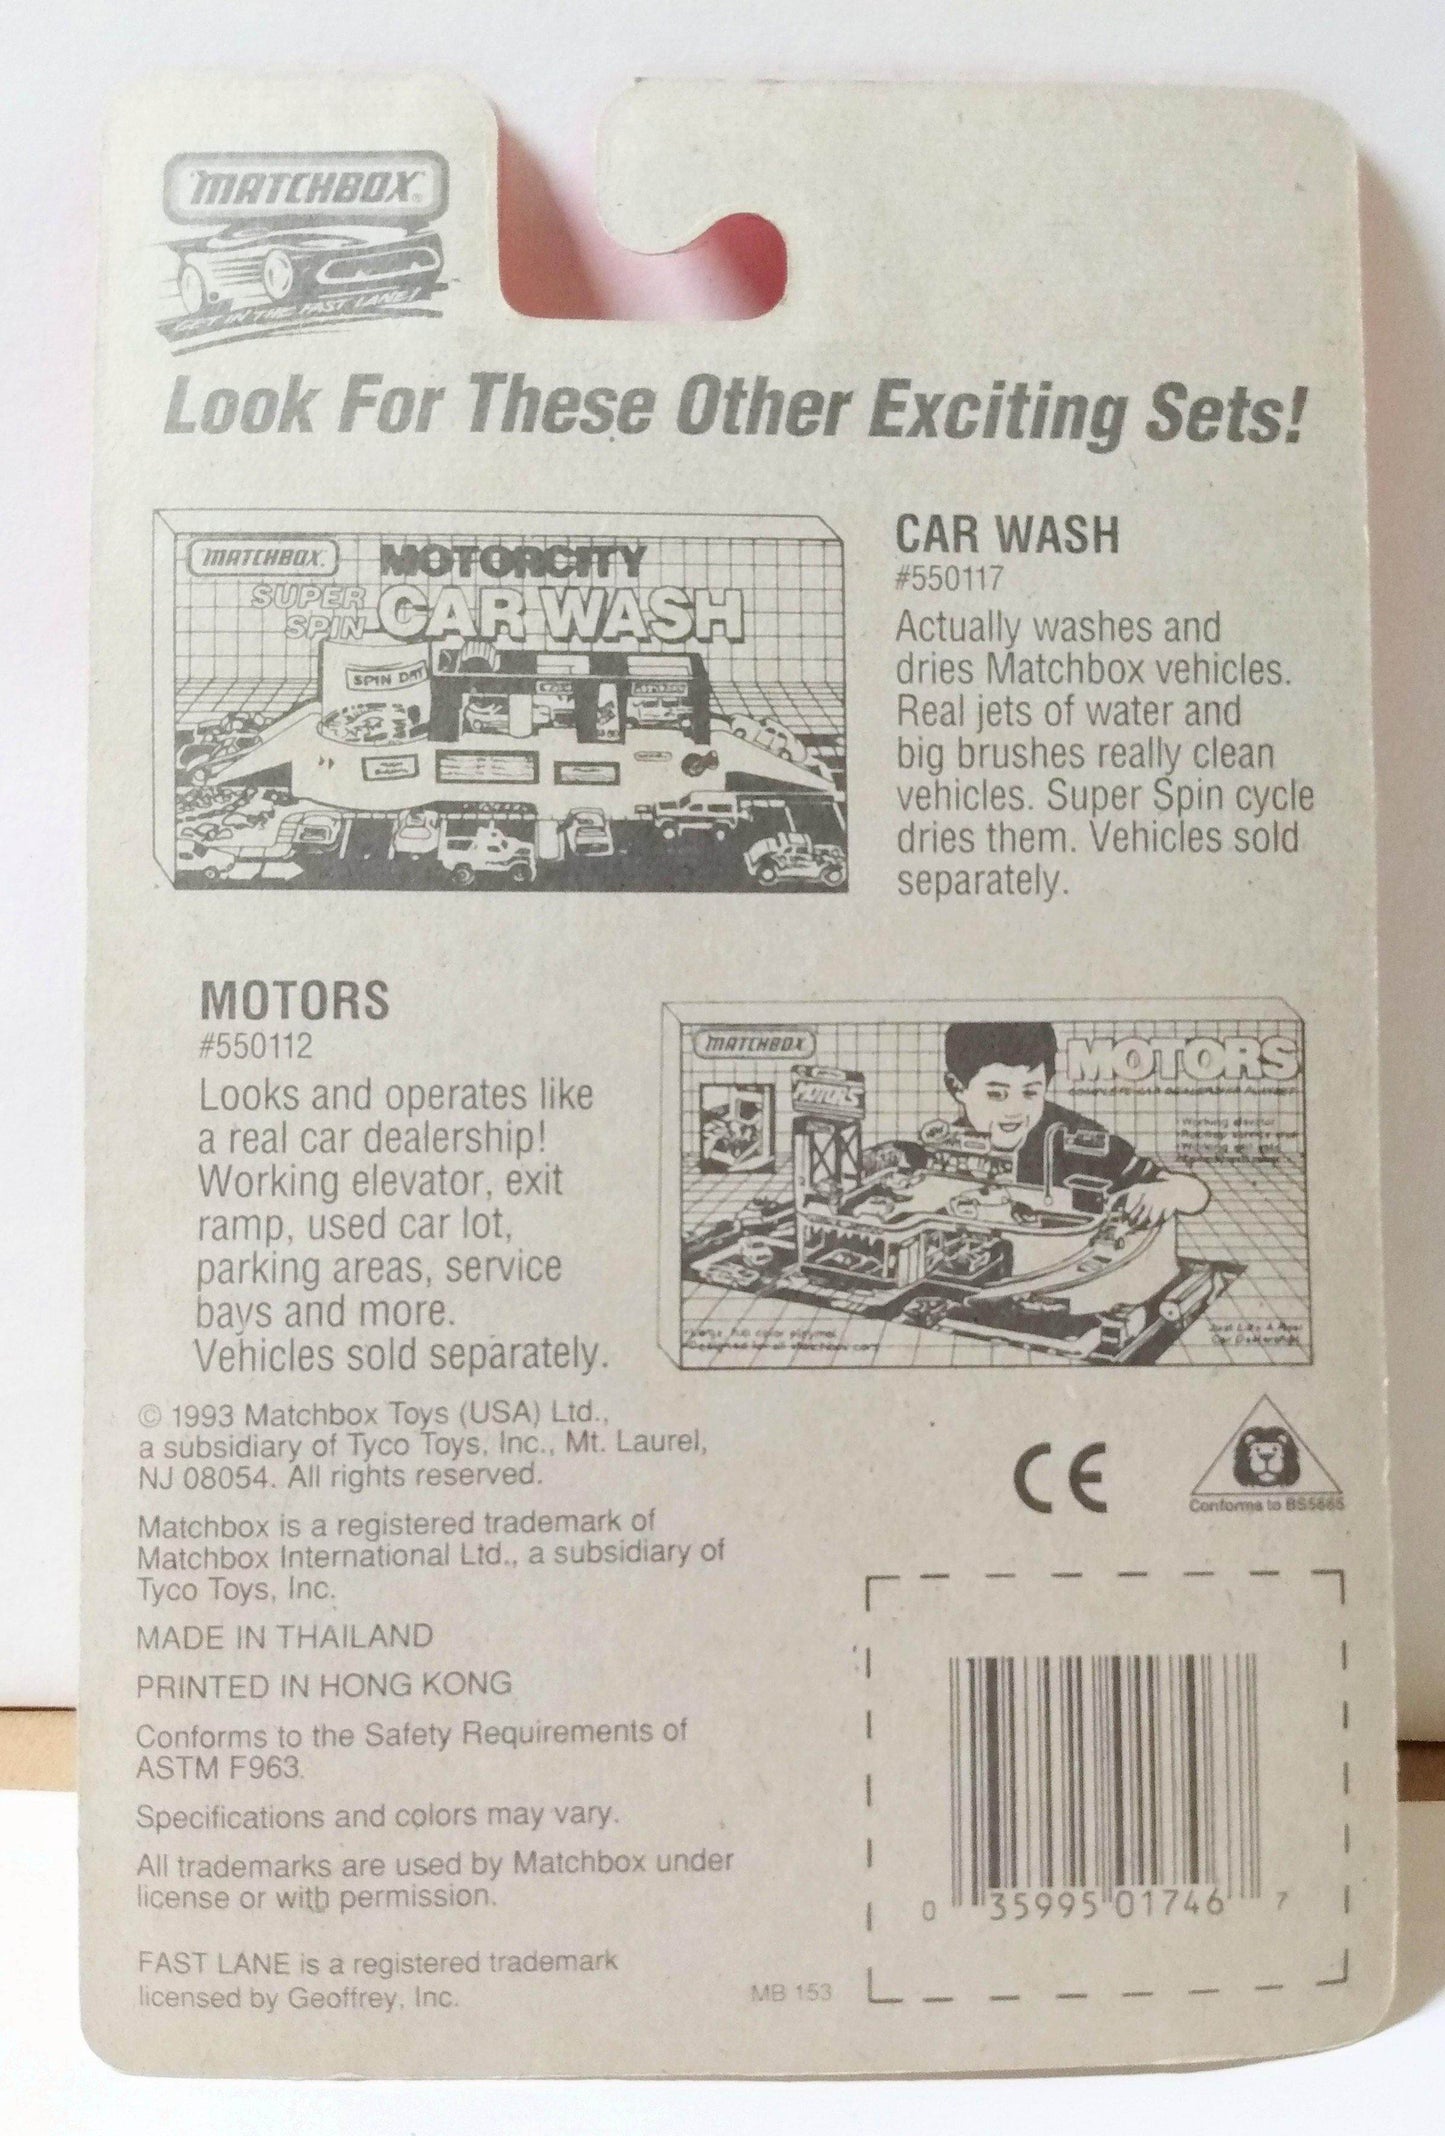 MATCHBOX®
GET IN THE FAST LANE!
Look For These Other Exciting Sets!
MATCHBOX
MOTORCITY
SUPER
SPIN
CAR WASH
SPIN DRY
CAR WASH
#550117
Actually washes and
dries Matchbox vehicles.
Real jets of water and
big brushes really clean
vehicles. Super Spin cycle
dries them. Vehicles sold
separately.
MOTORS
#550112
Looks and operates like
a real car dealership!
Working elevator, exit
ramp, used car lot,
parking areas, service
bays and more.
Vehicles sold separately.
MATCHBOX
MOTORS
MOTORS
Working elevator
Just Like A Real
Car Dealership
© 1993 Matchbox Toys (USA) Ltd.,
a subsidiary of Tyco Toys, Inc., Mt. Laurel,
NJ 08054. All rights reserved.
Matchbox is a registered trademark of
Matchbox International Ltd., a subsidiary of
Tyco Toys, Inc.
MADE IN THAILAND
PRINTED IN HONG KONG
Conforms to the Safety Requirements of
ASTM F963.
Specifications and colors may vary.
All trademarks are used by Matchbox under
license or with permission.
FAST LANE is a registered trademark
licensed by Geoffrey, Inc.
MB 153
CE
Conforms to BS5665
0 35995 01746 7